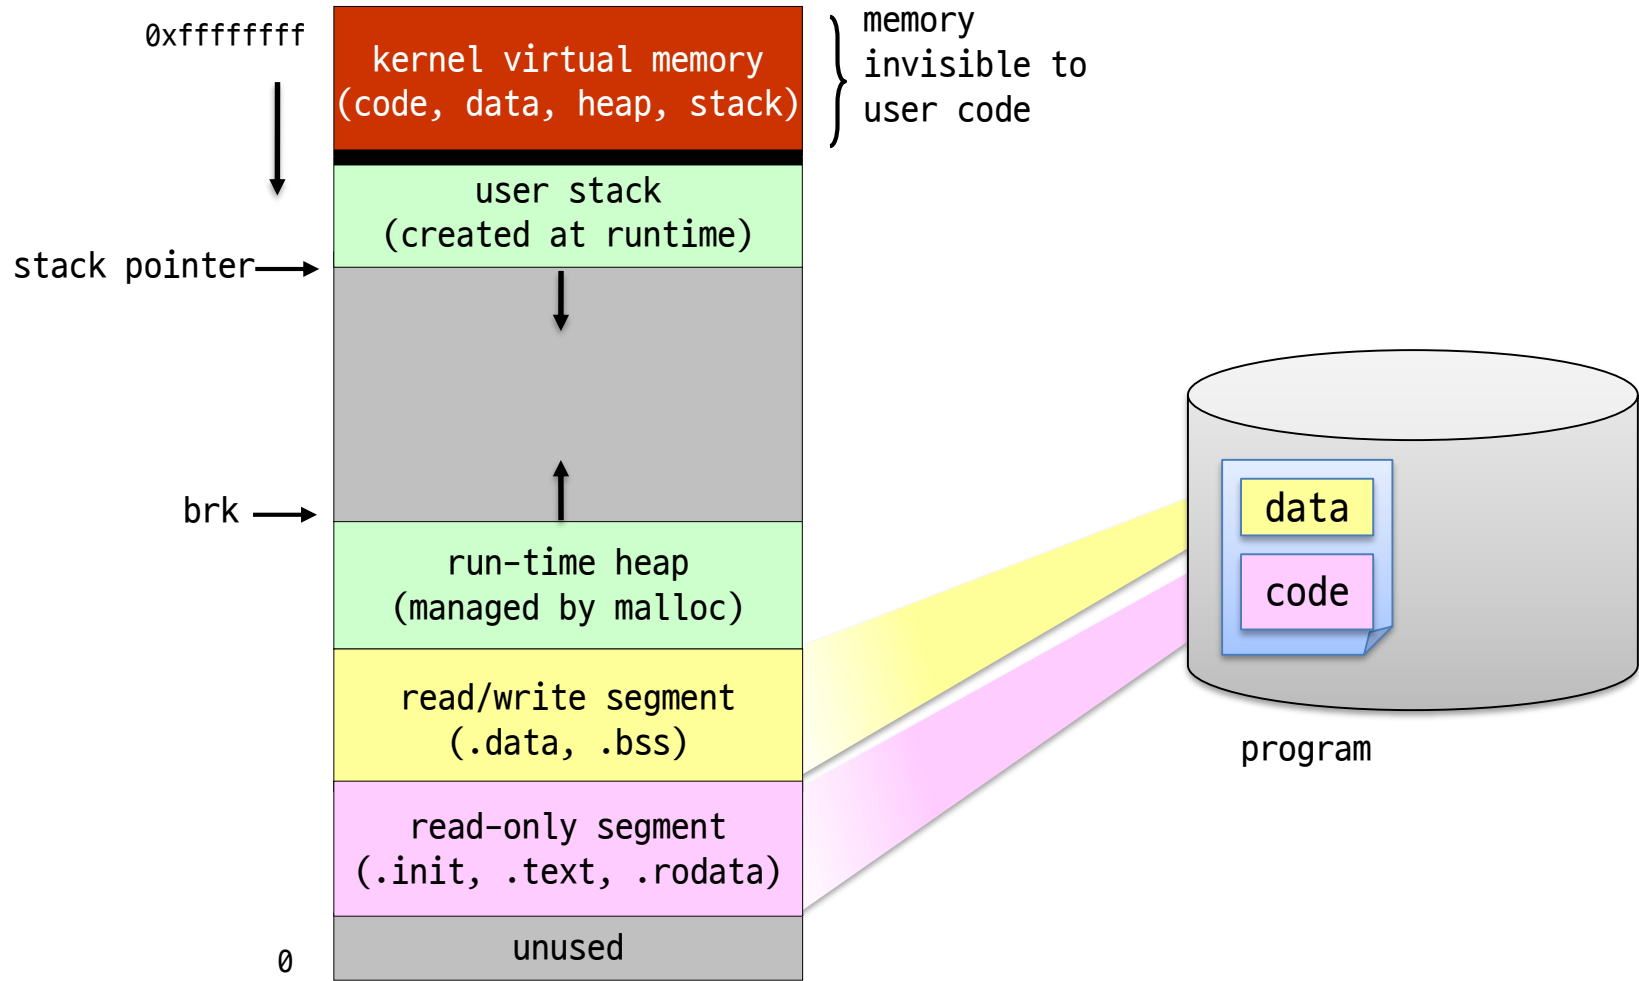 0xffffffff
kernel virtual memory
(code, data, heap, stack)
memory
invisible to
user code
user stack
(created at runtime)
stack pointer
brk
run-time heap
(managed by malloc)
read/write segment
(.data, .bss)
read-only segment
(.init, .text, .rodata)
0
unused
data
code
program